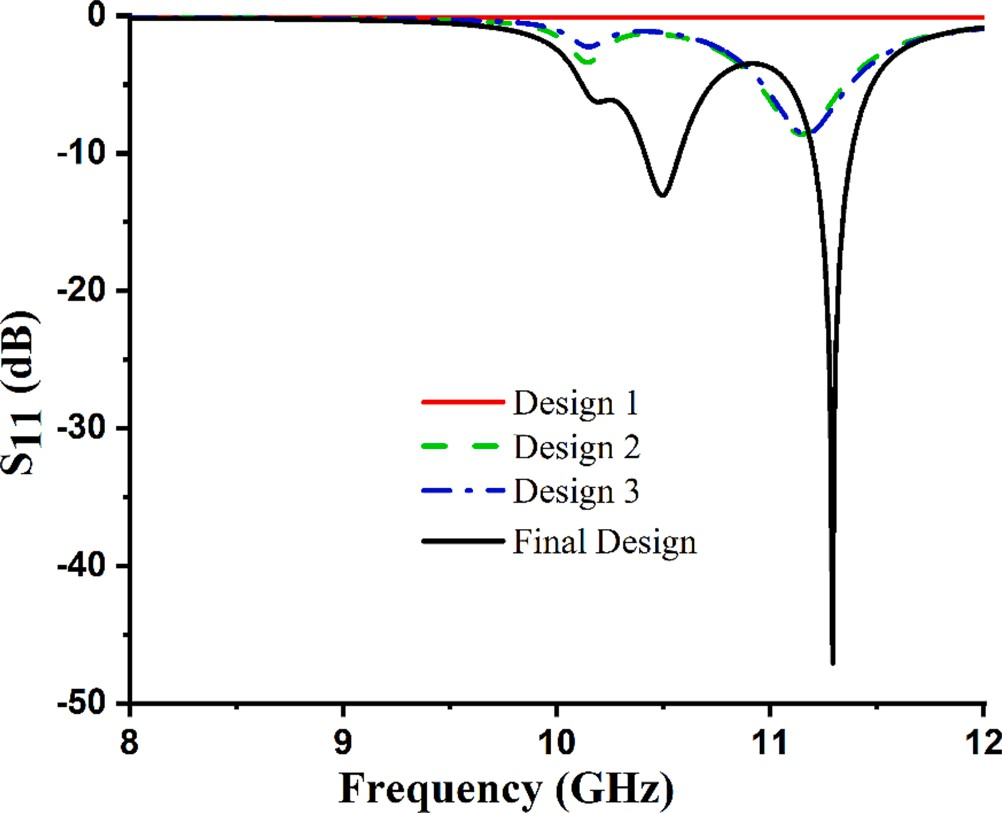 0
-10
-20
-30
-40
-50
S11 (dB)
Design 1
Design 2
Design 3
Final Design
8
9
10
11
12
Frequency (GHz)